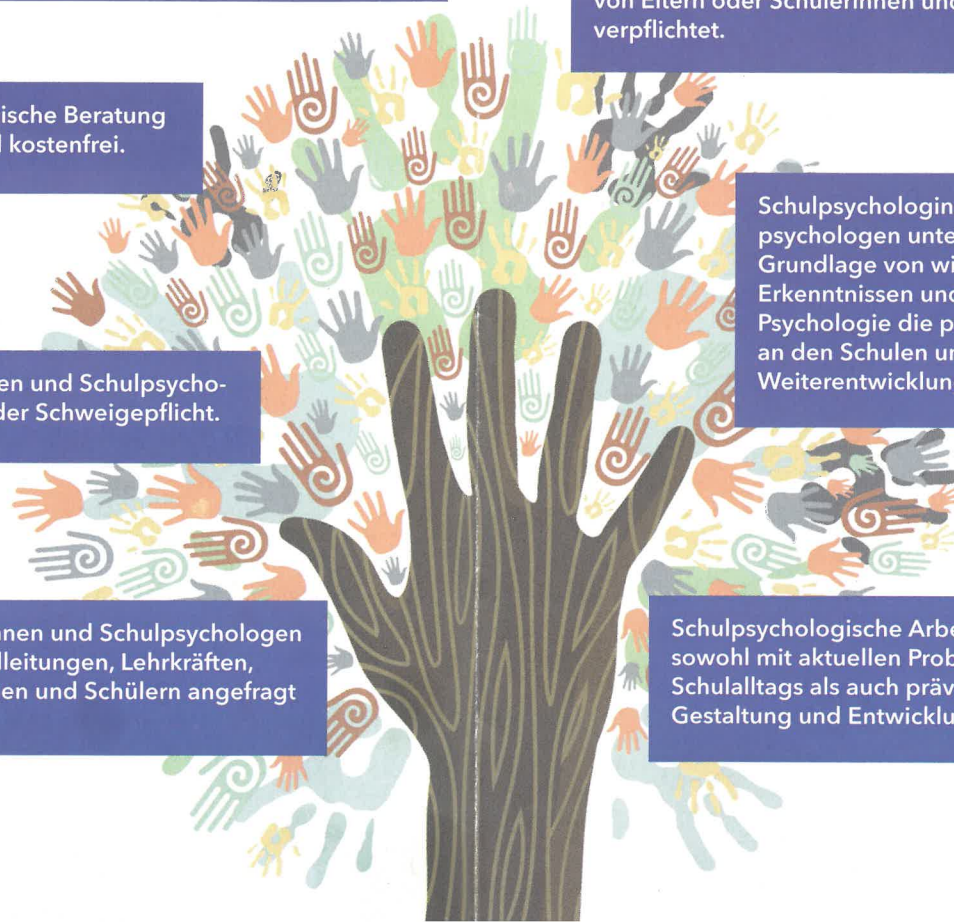 von Eltern oder Schülerinnen und
verpflichtet.
ische Beratung
kostenfrei.
Schulpsychologin
psychologen unte
Grundlage von wi
Erkenntnissen und
Psychologie die p
an den Schulen un
Weiterentwicklun
en und Schulpsycho-
der Schweigepflicht.
nnen und Schulpsychologen
lleitungen, Lehrkräften,
en und Schülern angefragt
Schulpsychologische Arbe
sowohl mit aktuellen Prob
Schulalltags als auch präv
Gestaltung und Entwicklu